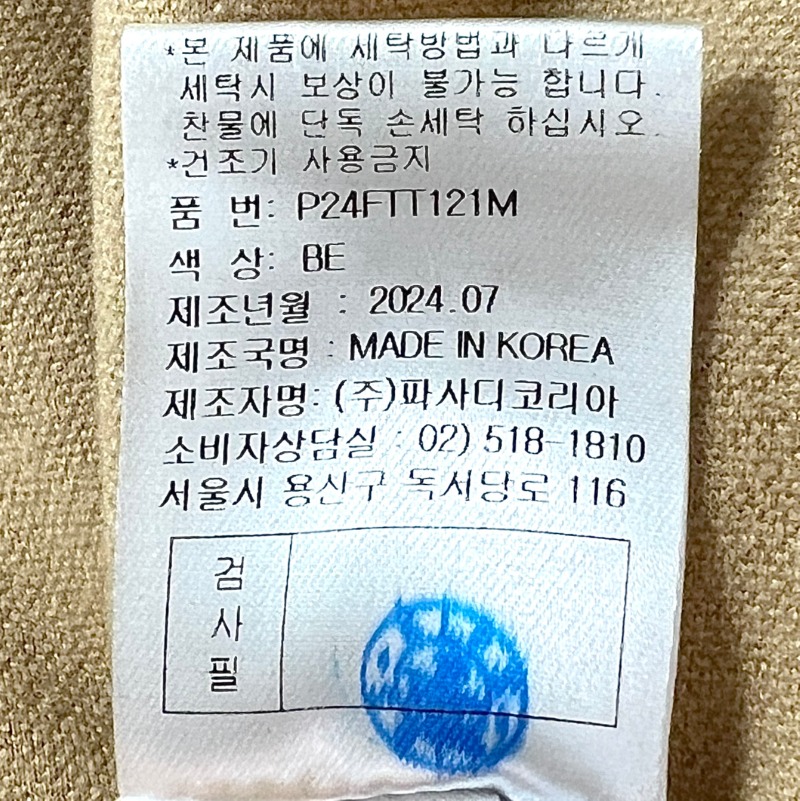 *본 제품에 세탁방법과 다르게
세탁시 보상이 불가능 합니다.
찬물에 단독 손세탁 하십시오.
*건조기 사용금지
품 번: P24FTT121M
색 상: BE
제조년월 : 2024.07
제조국명 : MADE IN KOREA
제조자명: (주)파사디코리아
소비자상담실 : 02) 518-1810
서울시 용산구 독서당로 116
검
사
필